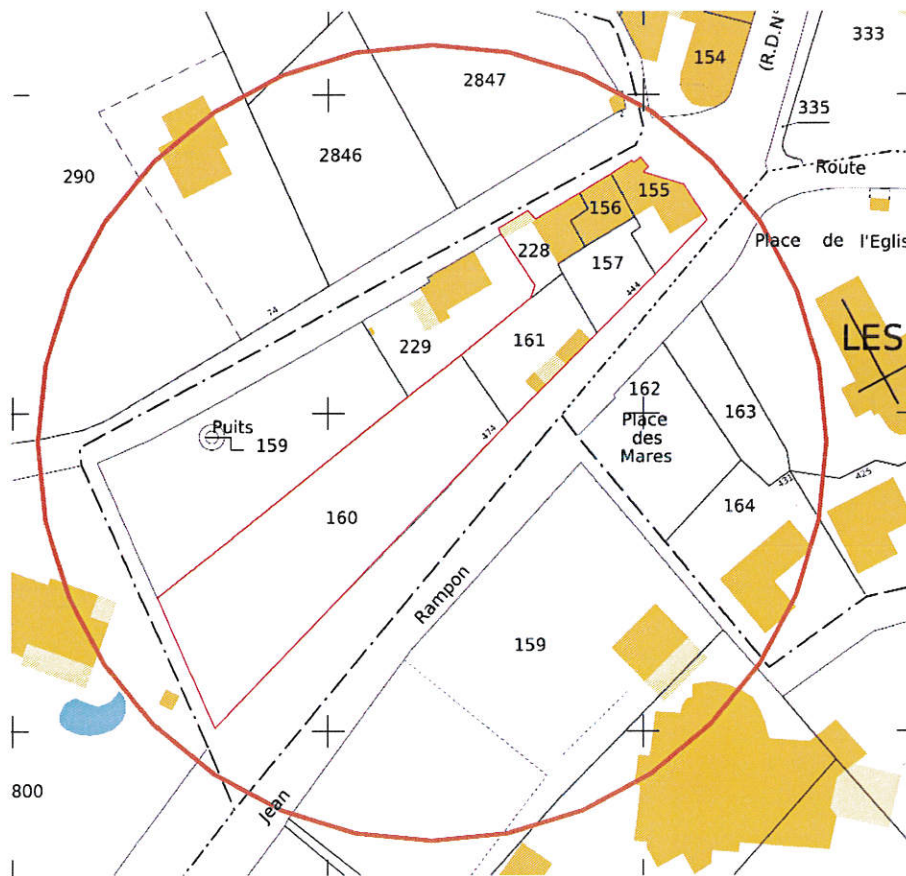 333
154
(R.D.N°
2847
335
2846
290
Route
155
156
228
157
Place de l'Eglis
444
74
229
161
LES
162
163
Place
des
Mares
Puits
159
474
431
425
164
160
Rampon
159
800
Jean